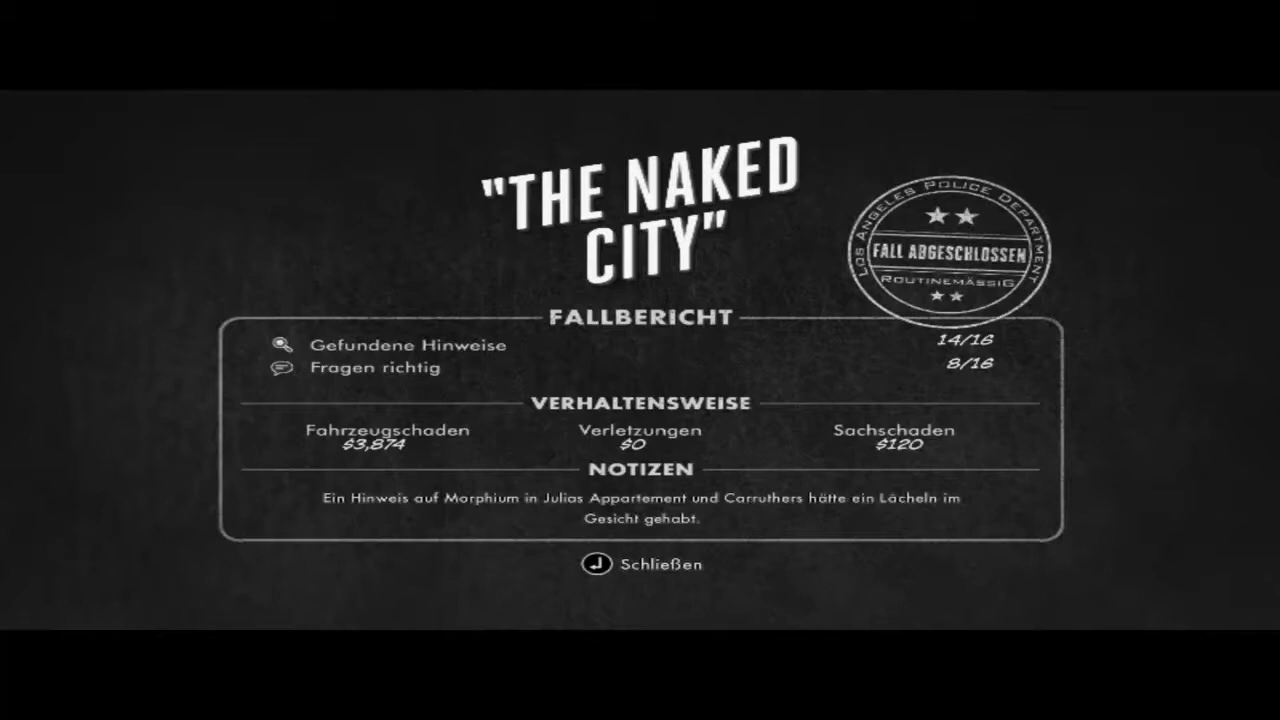 "THE NAKED
CITY"
LOS ANGELES POLICE DEPARTMENT
FALL ABGESCHLOSSEN
ROUTINEMÄSSIG
FALLBERICHT
Gefundene Hinweise 14/16
Fragen richtig 8/16
VERHALTENSWEISE
Fahrzeugschaden Verletzungen Sachschaden
$3,874 $0 $120
NOTIZEN
Ein Hinweis auf Morphium in Julias Appartement und Carruthers hätte ein Lächeln im
Gesicht gehabt.
Schließen